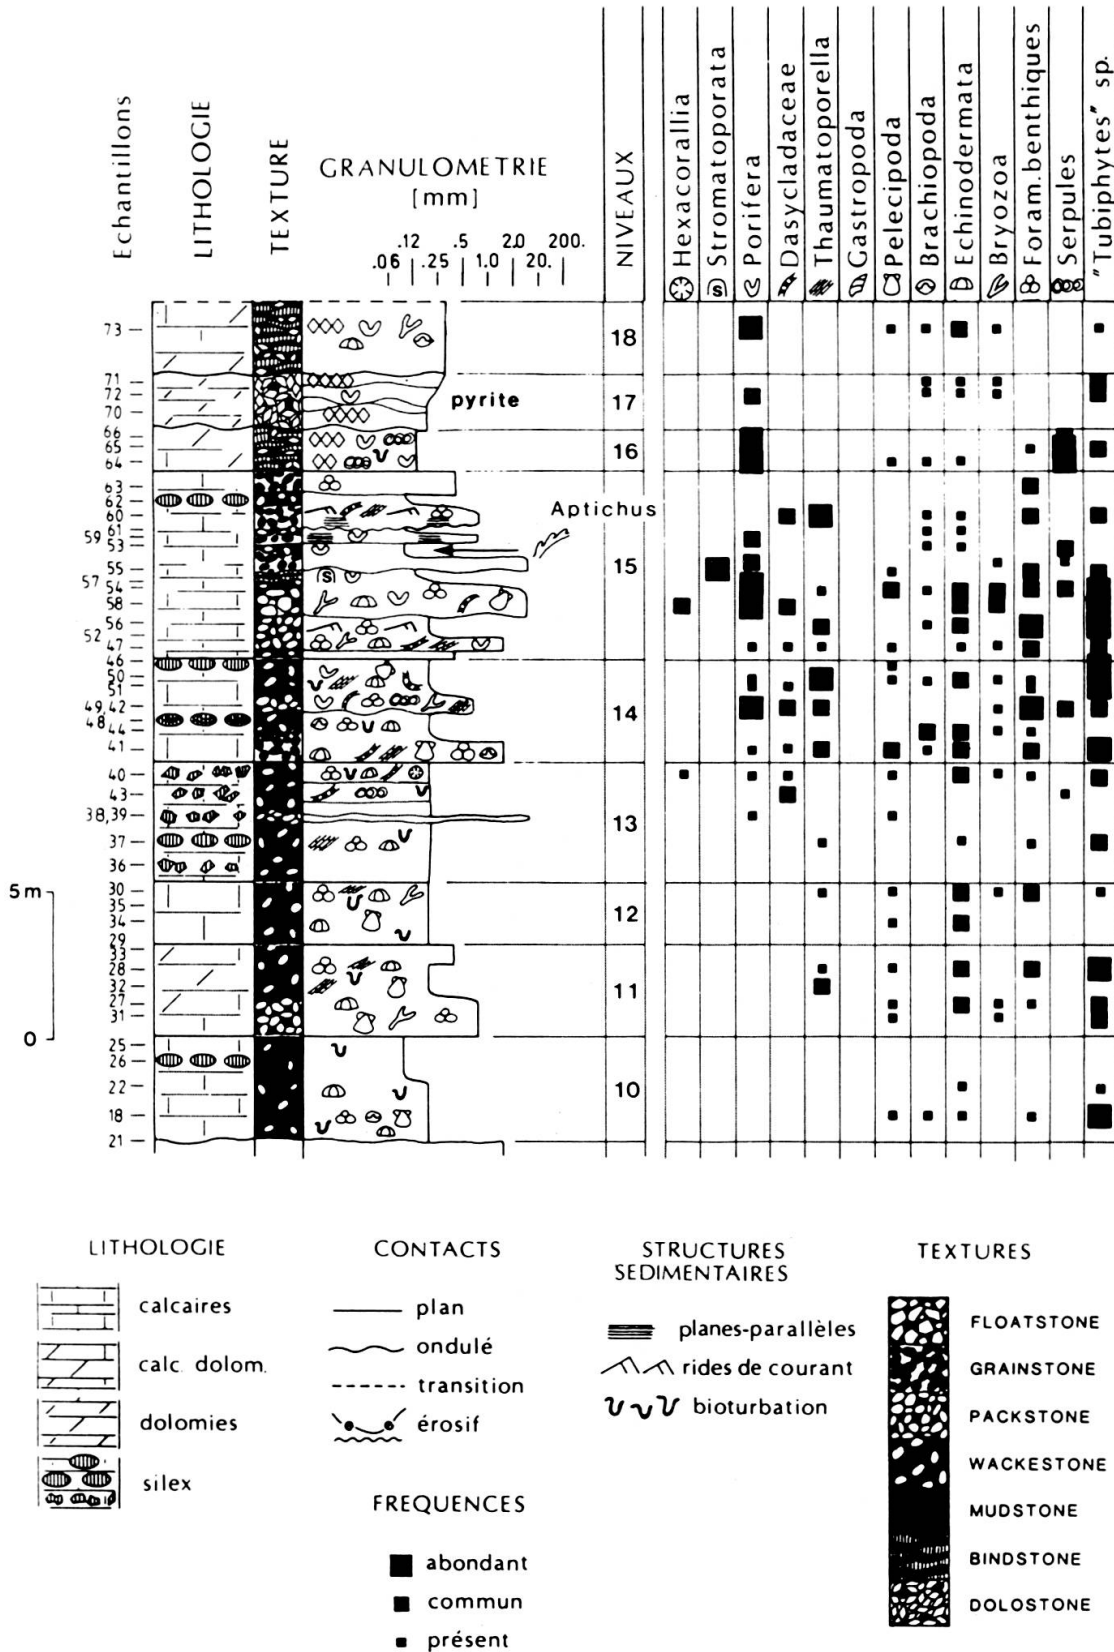 Echantillons
LITHOLOGIE
TEXTURE
GRANULOMETRIE
[mm]
.12 .5 2.0 200.
.06 .25 1.0 20.
NIVEAUX
Hexacorallia
Stromatoporata
Porifera
Dasycladaceae
Thaumatoporella
Gastropoda
Pelecipoda
Brachiopoda
Echinodermata
Bryozoa
Foram.benthiques
Serpules
"Tubiphytes" sp.
73
18
71
72
70
pyrite
17
66
65
64
16
63
62
60
61
59
53
55
57
54
58
56
52
47
Aptichus
S
15
46
50
51
49,42
48
44
41
14
40
43
38,39
37
36
13
30
35
34
29
12
33
28
32
27
31
11
25
26
22
18
21
10
5m
0
LITHOLOGIE
calcaires
calc. dolom.
dolomies
silex
CONTACTS
plan
ondulé
transition
érosif
FREQUENCES
abondant
commun
présent
STRUCTURES
SEDIMENTAIRES
planes-parallèles
rides de courant
bioturbation
TEXTURES
FLOATSTONE
GRAINSTONE
PACKSTONE
WACKESTONE
MUDSTONE
BINDSTONE
DOLOSTONE